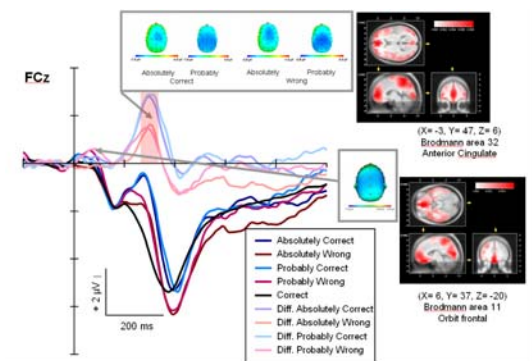 FCz
Absolutely
Correct
Probably
Absolutely
Wrong
Probably
(X= -3, Y= 47, Z= 6)
Brodmann area 32
Anterior Cingulate
(X= 6, Y= 37, Z= -20)
Brodmann area 11
Orbit frontal
+ 2 µV
200 ms
Absolutely Correct
Absolutely Wrong
Probably Correct
Probably Wrong
Correct
Diff. Absolutely Correct
Diff. Absolutely Wrong
Diff. Probably Correct
Diff. Probably Wrong